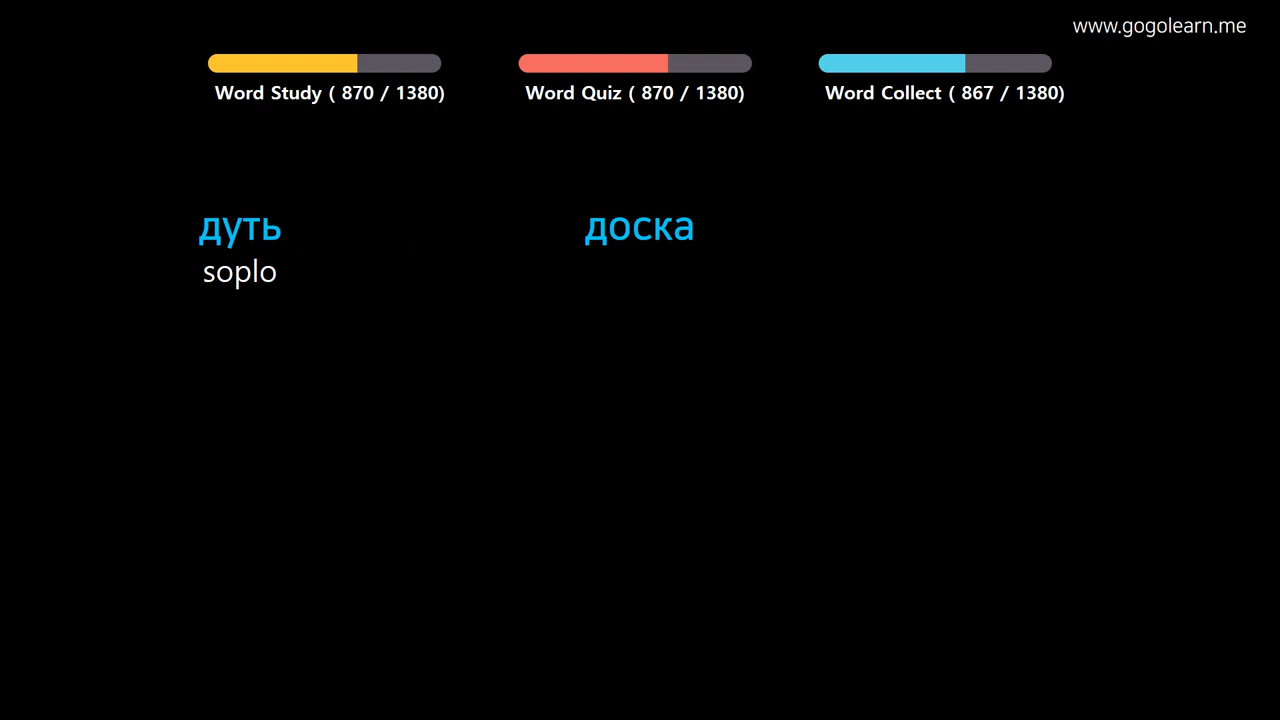 www.gogolearn.me
Word Study ( 870 / 1380)
Word Quiz ( 870 / 1380)
Word Collect ( 867 / 1380)
дуть
soplo
доска